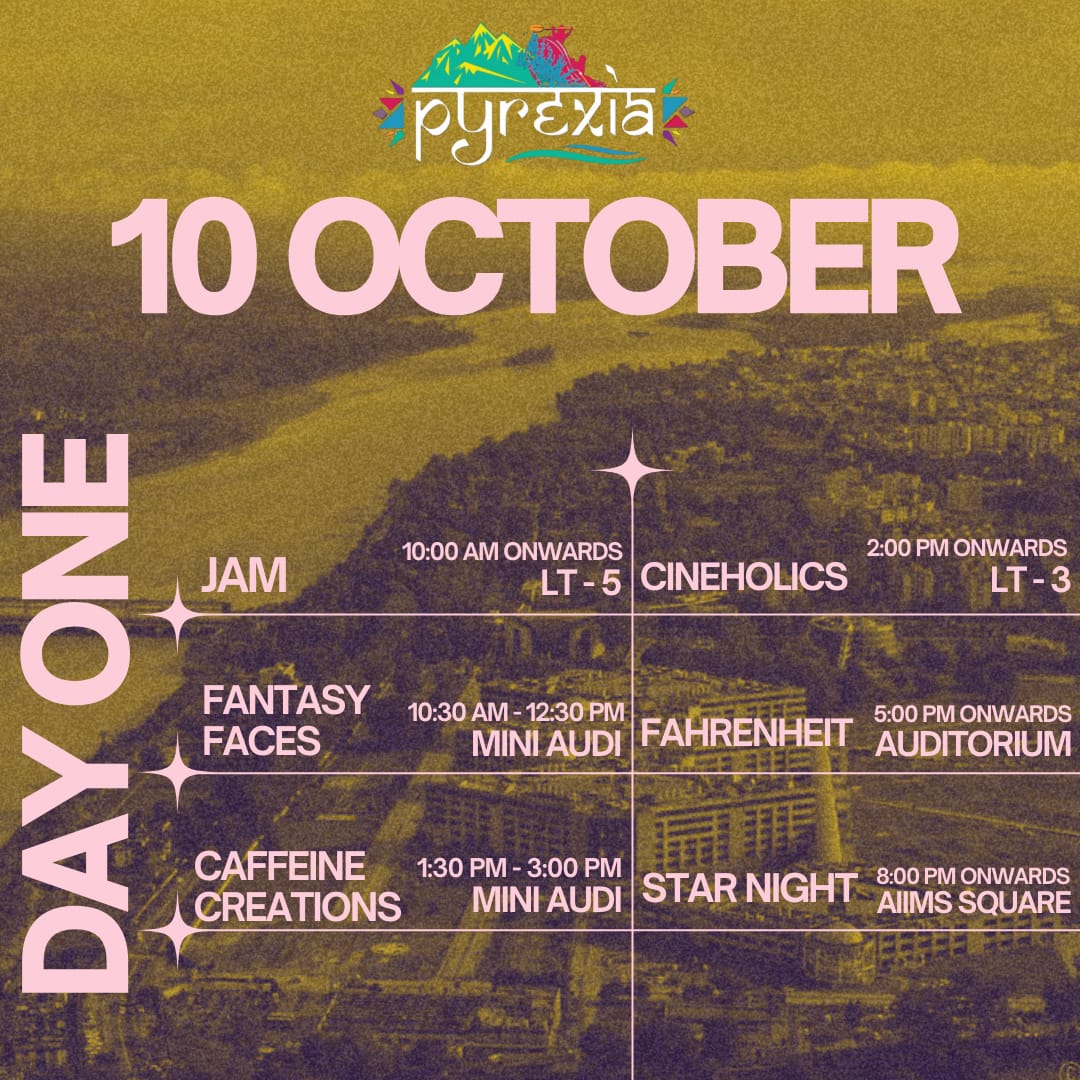 pyrexia
10 OCTOBER
DAY ONE
JAM
10:00 AM ONWARDS
LT - 5
FANTASY
FACES
10:30 AM - 12:30 PM
MINI AUDI
CAFFEINE
CREATIONS
1:30 PM - 3:00 PM
MINI AUDI
CINEHOLICS
2:00 PM ONWARDS
LT - 3
FAHRENHEIT
5:00 PM ONWARDS
AUDITORIUM
STAR NIGHT
8:00 PM ONWARDS
AIIMS SQUARE